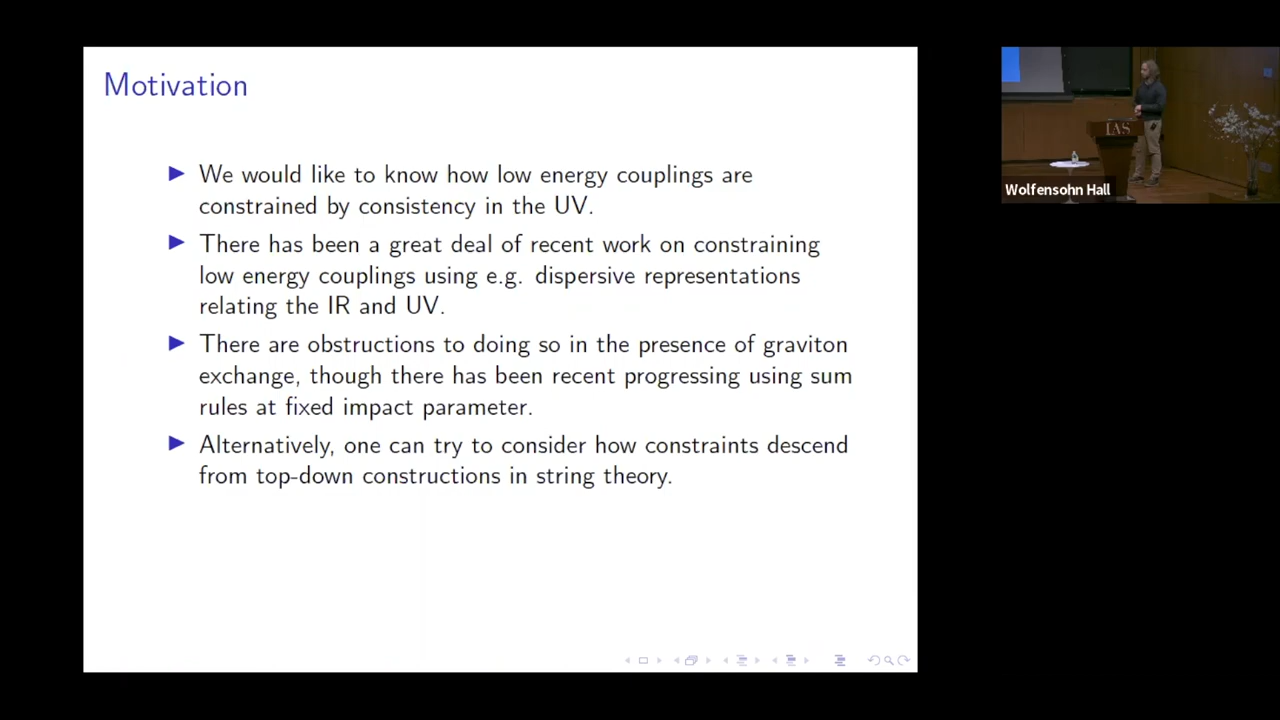 Motivation
▶ We would like to know how low energy couplings are
constrained by consistency in the UV.
▶ There has been a great deal of recent work on constraining
low energy couplings using e.g. dispersive representations
relating the IR and UV.
▶ There are obstructions to doing so in the presence of graviton
exchange, though there has been recent progressing using sum
rules at fixed impact parameter.
▶ Alternatively, one can try to consider how constraints descend
from top-down constructions in string theory.
IAS
Wolfensohn Hall